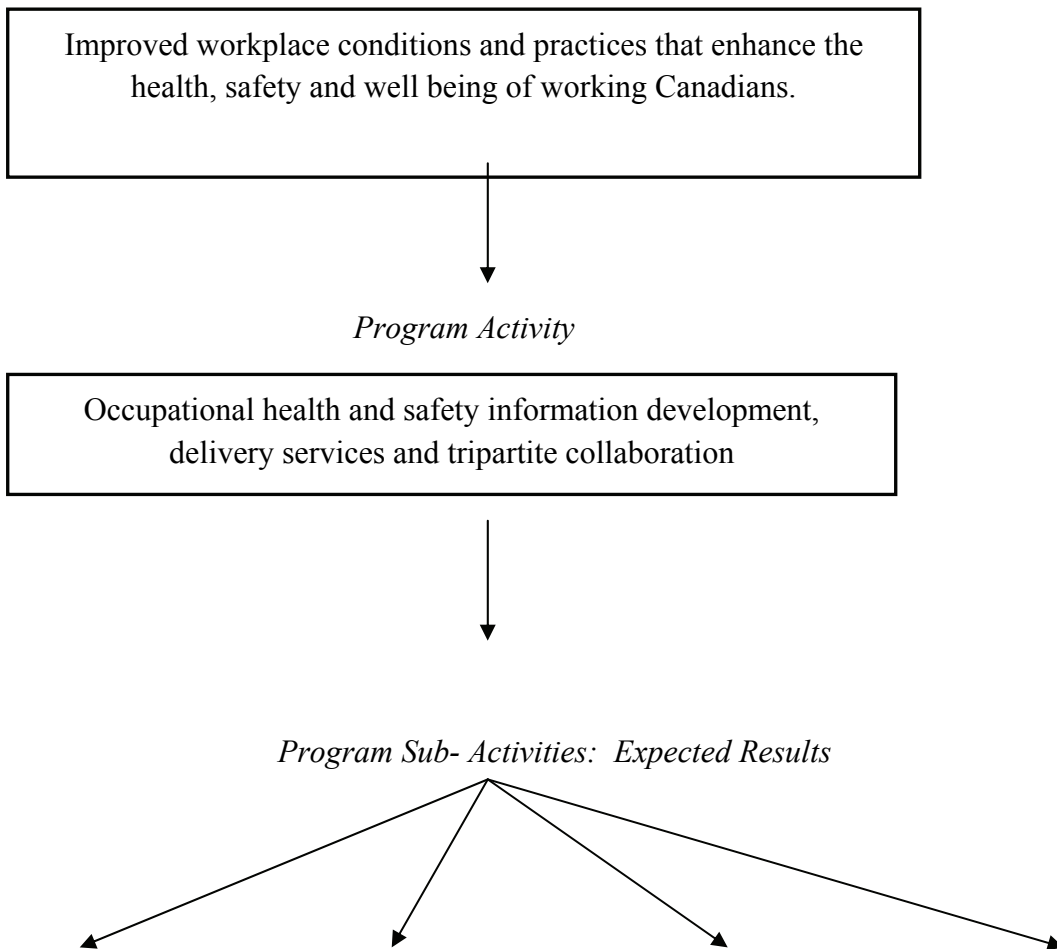 Improved workplace conditions and practices that enhance the
health, safety and well being of working Canadians.
Program Activity
Occupational health and safety information development,
delivery services and tripartite collaboration
Program Sub- Activities:  Expected Results